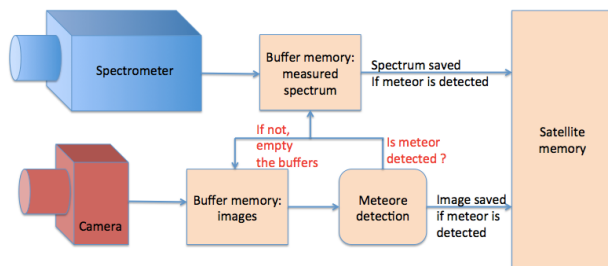 Spectrometer
Buffer memory:
measured
spectrum
Spectrum saved
If meteor is detected
Satellite
memory
If not,
empty
the buffers
Is meteor
detected ?
Camera
Buffer memory:
images
Meteore
detection
Image saved
if meteor is
detected